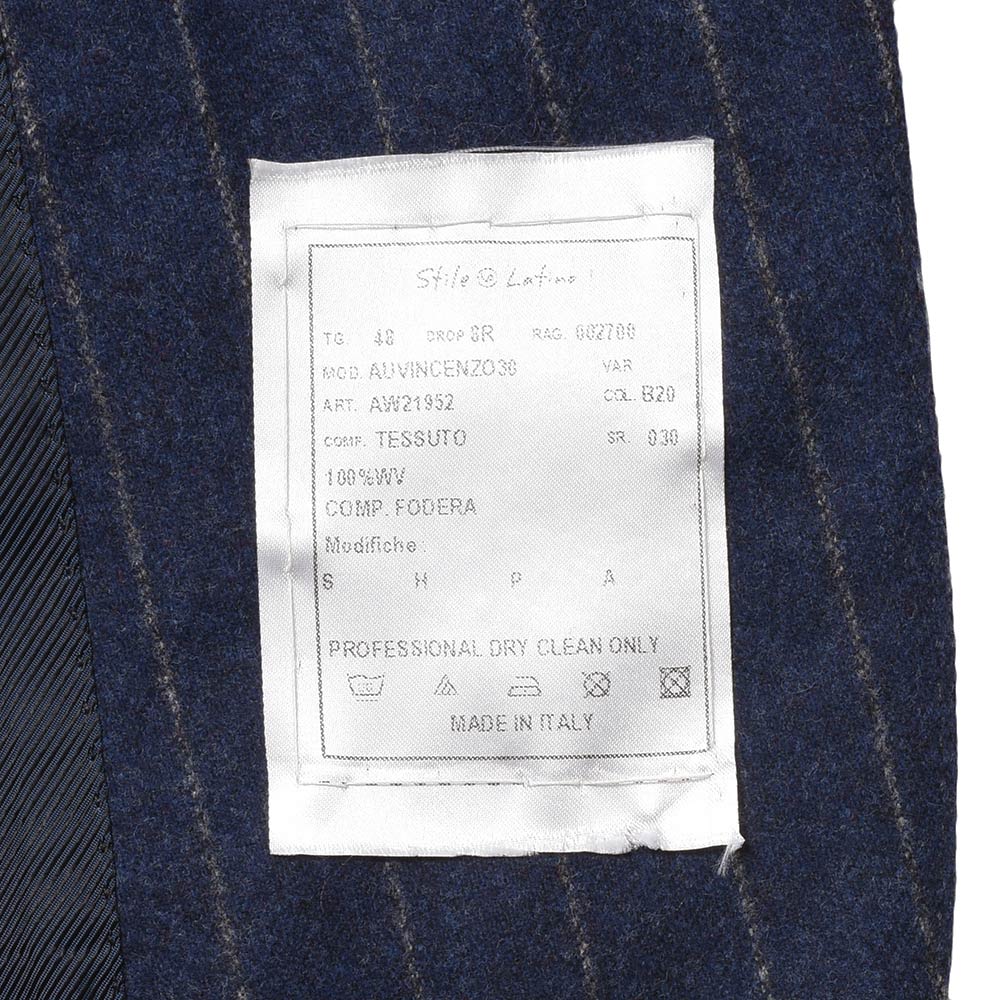 Stile Latino
TG. 48 DROP 8R RAG. 002700
MOD. AUVINCENZO30 VAR
ART. AW21952 COL. B20
COMP. TESSUTO SR. 030
100%WV
COMP. FODERA
Modifiche:
S H P A
PROFESSIONAL DRY CLEAN ONLY
MADE IN ITALY